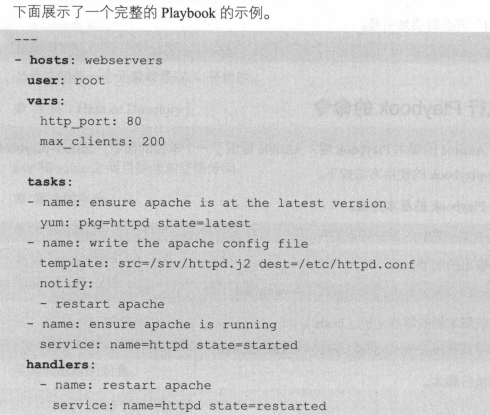 下面展示了一个完整的 Playbook 的示例。
---
- hosts: webservers
  user: root
  vars:
    http_port: 80
    max_clients: 200

  tasks:
  - name: ensure apache is at the latest version
    yum: pkg=httpd state=latest
  - name: write the apache config file
    template: src=/srv/httpd.j2 dest=/etc/httpd.conf
    notify:
    - restart apache
  - name: ensure apache is running
    service: name=httpd state=started
  handlers:
    - name: restart apache
      service: name=httpd state=restarted